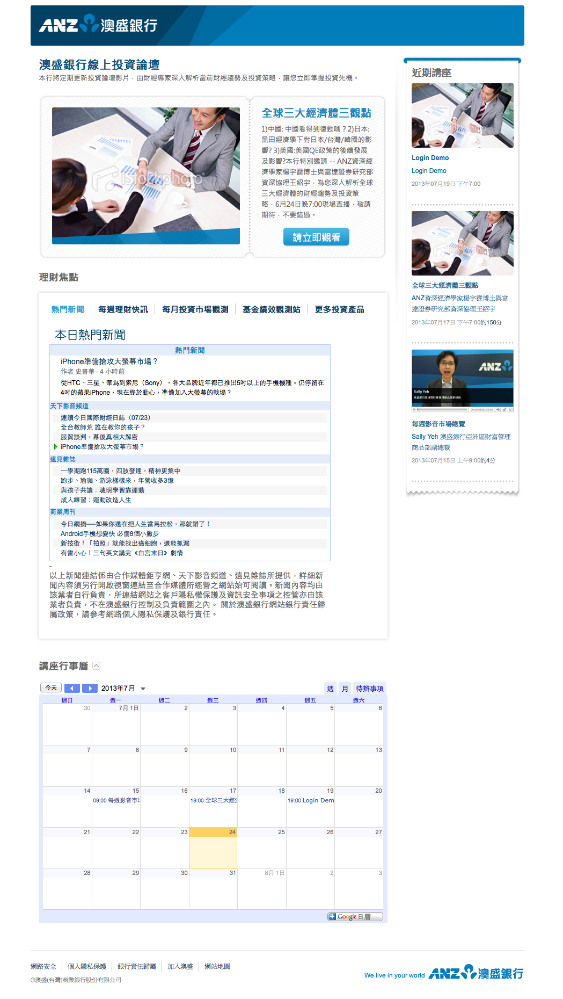 ANZ 澳盛銀行
澳盛銀行線上投資論壇
本行將定期更新投資論壇影片，由財經專家深入解析當前財經趨勢及投資策略，讓您立即掌握投資先機。
iStockphoto
全球三大經濟體三觀點
1)中國: 中國看得到復甦嗎？2)日本:
黑田經濟學下對日本/台灣/韓國的影
響? 3)美國:美國QE政策的後續發展
及影響?本行特別邀請 -- ANZ資深經
濟學家楊宇霆博士與富達證券研究部
資深協理王紹宇，為您深入解析全球
三大經濟體的財經趨勢及投資策
略，6月24日晚7:00現場直播，敬請
期待，不要錯過。
請立即觀看
理財焦點
熱門新聞
每週理財快訊
每月投資市場觀測
基金績效觀測站
更多投資產品
本日熱門新聞
熱門新聞
iPhone準備搶攻大螢幕市場？
作者 史書華 - 4 小時前
從HTC、三星、華為到索尼（Sony），各大品牌近年都已推出5吋以上的手機機種。仍停留在
4吋的蘋果iPhone，現在終於動心，準備加入大螢幕的戰場？
天下影音頻道
速讀今日國際財經日誌（07/23）
全台教師荒 誰在教你的孩子？
服貿談判，幕後真相大解密
iPhone準備搶攻大螢幕市場？
遠見雜誌
一學期跑115萬圈，四肢發達，精神更集中
跑步、瑜珈、游泳樣樣來，年營收多3億
與孩子共讀：聰明學習靠運動
成人練習：運動改造人生
商業周刊
今日網摘──如果你還在把人生當馬拉松，那就錯了！
Android手機想變快 必備8個小撇步
新技術！「拍照」就能找出癌細胞，還能抓漏
有雷小心！三句英文講完《白宮末日》劇情
-
以上新聞連結係由合作媒體鉅亨網、天下影音頻道、遠見雜誌所提供，詳細新
聞內容須另行開啟視窗連結至合作媒體所經營之網站始可閱讀。新聞內容均由
該業者自行負責，所連結網站之客戶隱私權保護及資訊安全事項之控管亦由該
業者負責，不在澳盛銀行控制及負責範圍之內。 關於澳盛銀行網站銀行責任歸
屬政策，請參考網路個人隱私保護及銀行責任。
近期講座
Login Demo
Login Demo
2013年07月19日 下午7:00
iStockphoto
全球三大經濟體三觀點
ANZ資深經濟學家楊宇霆博士與富
達證券研究部資深協理王紹宇
2013年07月17日 下午7:00約150分
ANZ
Sally Yeh
澳盛銀行亞洲區財富管理商品部副總裁
每週影音市場總覽
Sally Yeh 澳盛銀行亞洲區財富管理
商品部副總裁
2013年07月15日 上午9:00約4分
講座行事曆
今天 2013年7月 週 月 待辦事項
週日 週一 週二 週三 週四 週五 週六
30 7月 1日 2 3 4 5 6
7 8 9 10 11 12 13
14 15 16 17 18 19 20
09:00 每週影音市 19:00 全球三大經 19:00 Login Dem
21 22 23 24 25 26 27
28 29 30 31 8月 1日 2 3
Google日曆
網路安全
個人隱私保護
銀行責任歸屬
加入澳盛
網站地圖
©澳盛(台灣)商業銀行股份有限公司
We live in your world ANZ 澳盛銀行